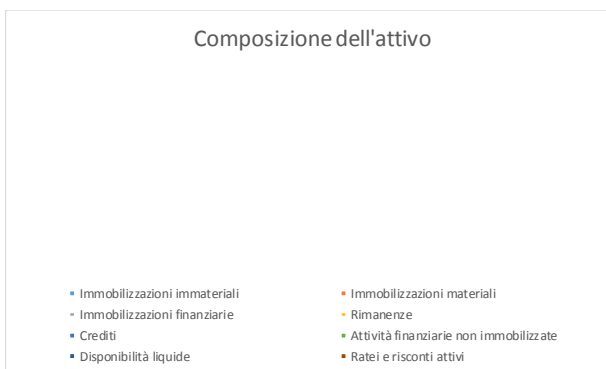 Composizione dell'attivo
Immobilizzazioni immateriali
Immobilizzazioni materiali
Immobilizzazioni finanziarie
Rimanenze
Crediti
Attività finanziarie non immobilizzate
Disponibilità liquide
Ratei e risconti attivi